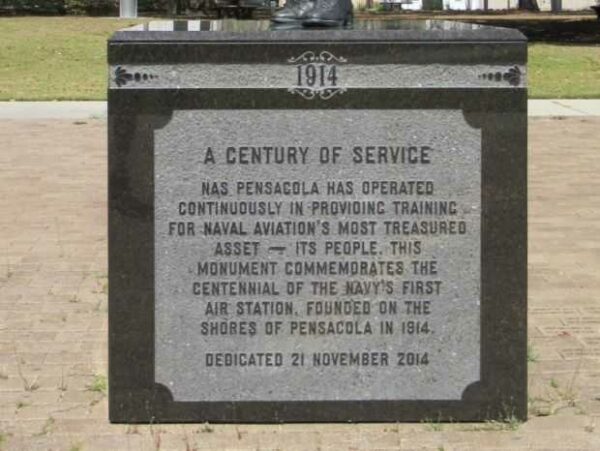 1914
A CENTURY OF SERVICE
NAS PENSACOLA HAS OPERATED
CONTINUOUSLY IN PROVIDING TRAINING
FOR NAVAL AVIATION'S MOST TREASURED
ASSET — ITS PEOPLE. THIS
MONUMENT COMMEMORATES THE
CENTENNIAL OF THE NAVY'S FIRST
AIR STATION, FOUNDED ON THE
SHORES OF PENSACOLA IN 1914.
DEDICATED 21 NOVEMBER 2014